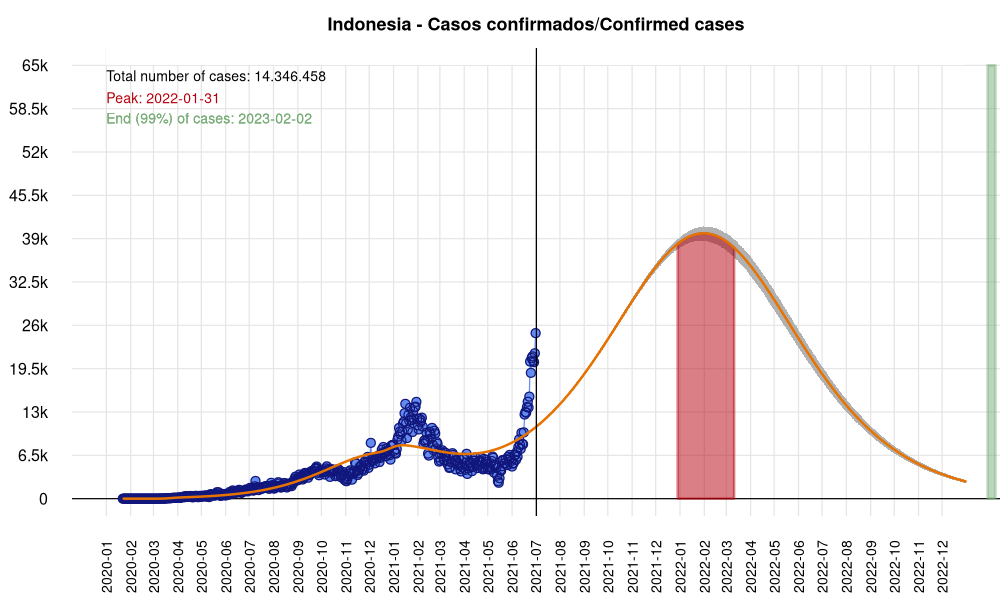 Indonesia - Casos confirmados/Confirmed cases
65k
Total number of cases: 14.346.458
Peak: 2022-01-31
58.5k
End (99%) of cases: 2023-02-02
52k
45.5k
39k
32.5k
26k
19.5k
13k
6.5k
0
2020-01
2020-02
2020-03
2020-04
2020-05
2020-06
2020-07
2020-08
2020-09
2020-10
2020-11
2020-12
2021-01
2021-02
2021-03
2021-04
2021-05
2021-06
2021-07
2021-08
2021-09
2021-10
2021-11
2021-12
2022-01
2022-02
2022-03
2022-04
2022-05
2022-06
2022-07
2022-08
2022-09
2022-10
2022-11
2022-12